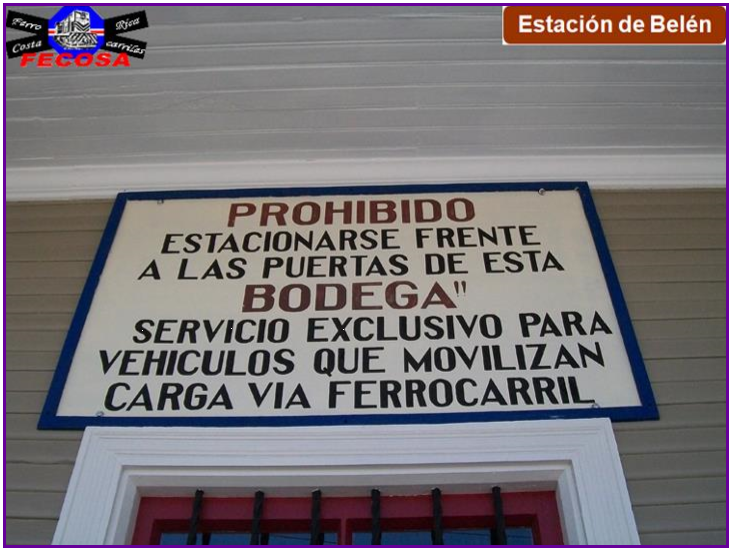 Ferro Rica
Costa carriles
FECOSA
Estación de Belén
PROHIBIDO
ESTACIONARSE FRENTE
A LAS PUERTAS DE ESTA
BODEGA"
SERVICIO EXCLUSIVO PARA
VEHICULOS QUE MOVILIZAN
CARGA VIA FERROCARRIL